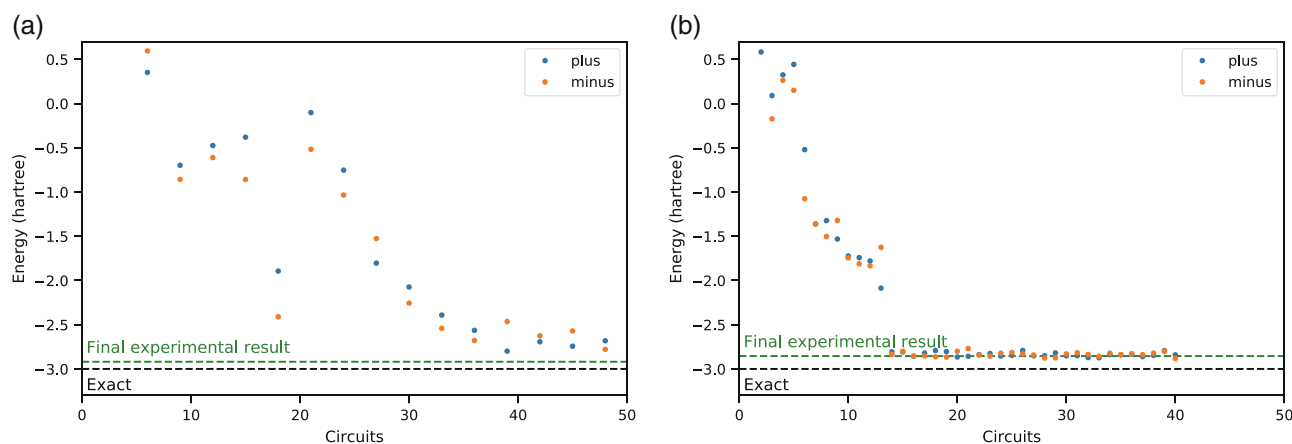 (a)
0.5
0.0
−0.5
−1.0
−1.5
−2.0
−2.5
−3.0
Energy (hartree)
plus
minus
Final experimental result
Exact
0 10 20 30 40 50
Circuits
(b)
0.5
0.0
−0.5
−1.0
−1.5
−2.0
−2.5
−3.0
Energy (hartree)
plus
minus
Final experimental result
Exact
0 10 20 30 40 50
Circuits